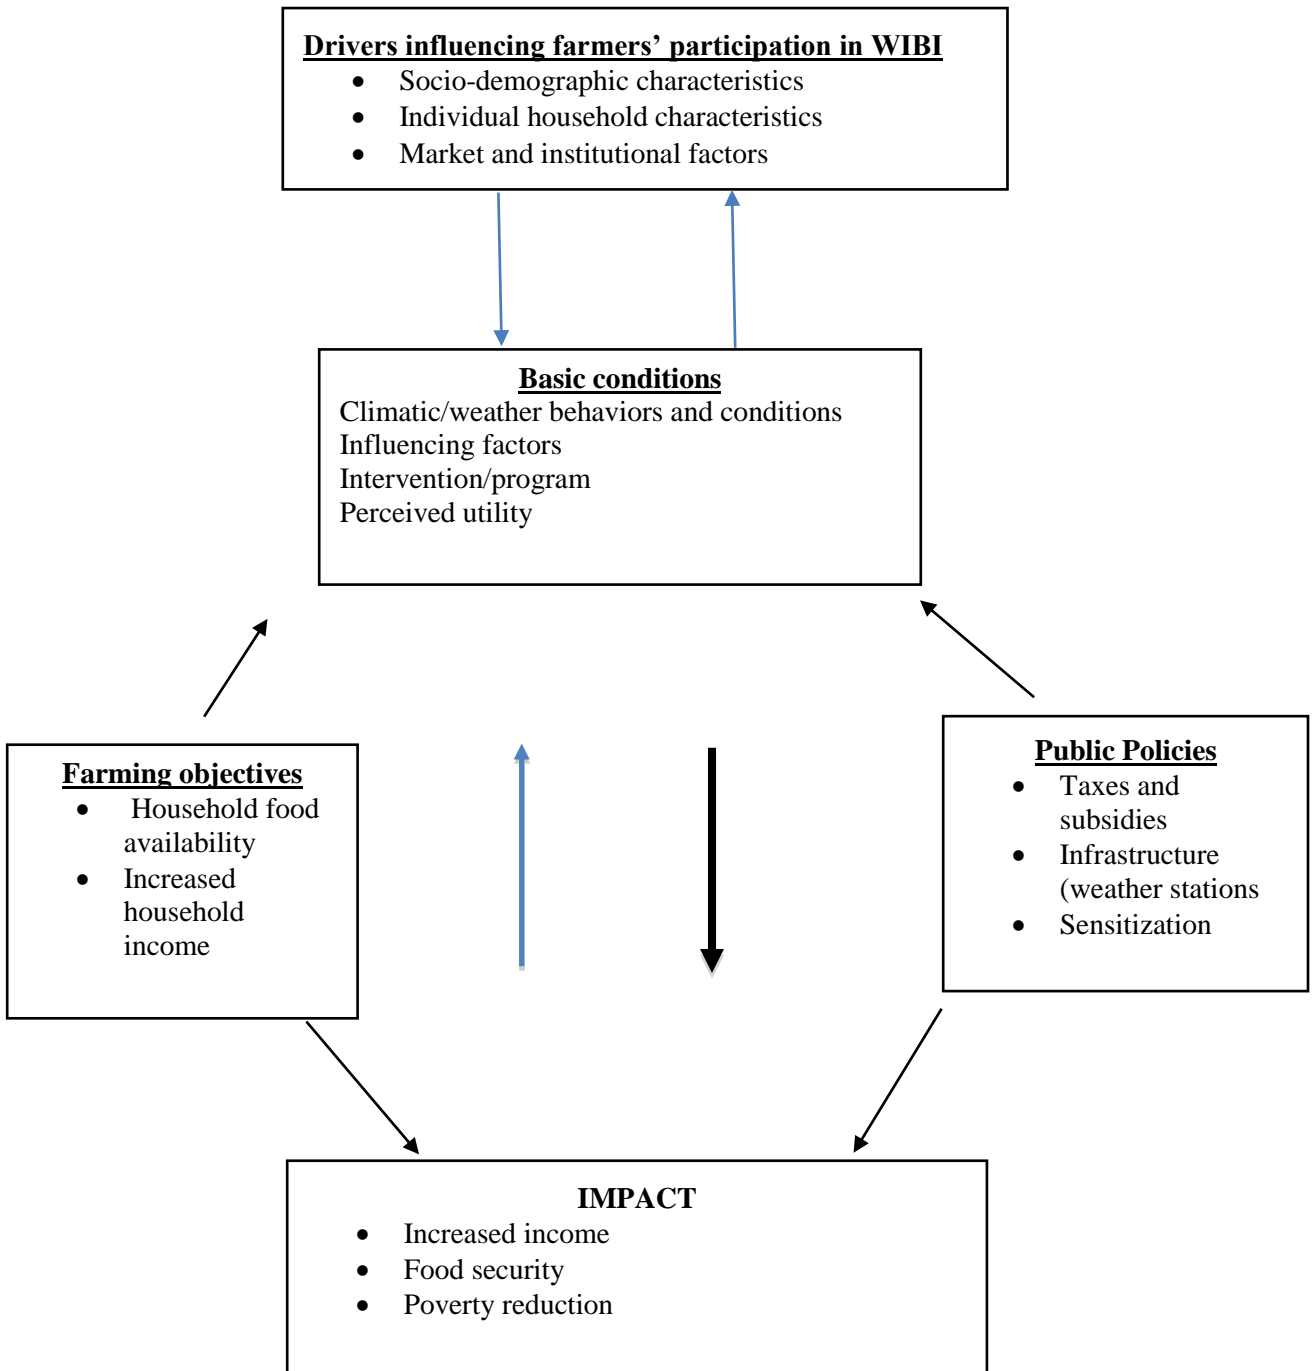 Drivers influencing farmers’ participation in WIBI
• Socio-demographic characteristics
• Individual household characteristics
• Market and institutional factors
Basic conditions
Climatic/weather behaviors and conditions
Influencing factors
Intervention/program
Perceived utility
Farming objectives
• Household food
availability
• Increased
household
income
Public Policies
• Taxes and
subsidies
• Infrastructure
(weather stations
• Sensitization
IMPACT
• Increased income
• Food security
• Poverty reduction